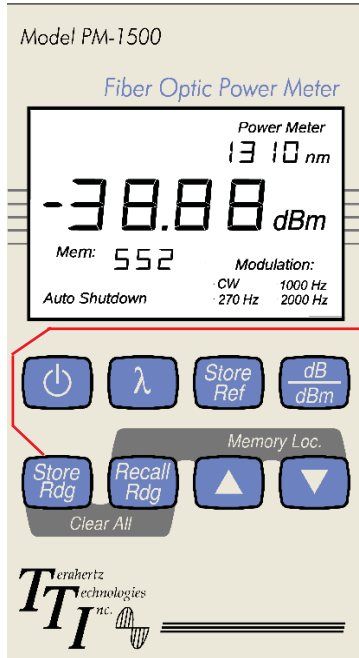 Model PM-1500
Fiber Optic Power Meter
Power Meter
1310 nm
-38.88 dBm
Mem: 552
Modulation:
CW 1000 Hz
Auto Shutdown 270 Hz 2000 Hz
λ Store Ref dB dBm
Memory Loc.
Store Rdg Recall Rdg
Clear All
TTI
Terahertz
Technologies
Inc.